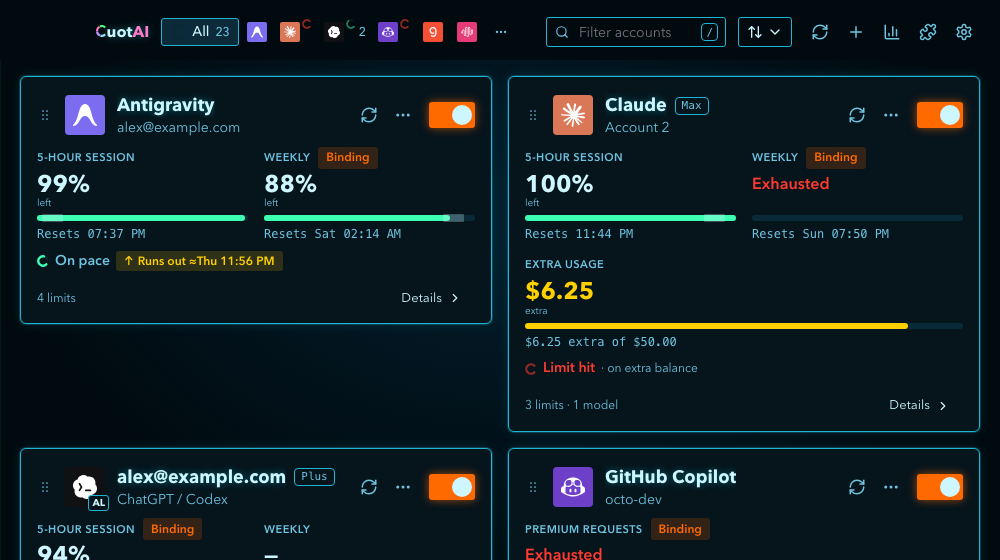 CuotAI All 23 2 9 Filter accounts /
Antigravity
alex@example.com
5-HOUR SESSION WEEKLY Binding
99% 88%
left left
Resets 07:37 PM Resets Sat 02:14 AM
On pace ↑ Runs out ≈Thu 11:56 PM
4 limits Details
Claude Max
Account 2
5-HOUR SESSION WEEKLY Binding
100% Exhausted
left
Resets 11:44 PM Resets Sun 07:50 PM
EXTRA USAGE
$6.25
extra
$6.25 extra of $50.00
Limit hit · on extra balance
3 limits · 1 model Details
alex@example.com Plus
AL ChatGPT / Codex
5-HOUR SESSION Binding WEEKLY
94% —
GitHub Copilot
octo-dev
PREMIUM REQUESTS Binding
Exhausted